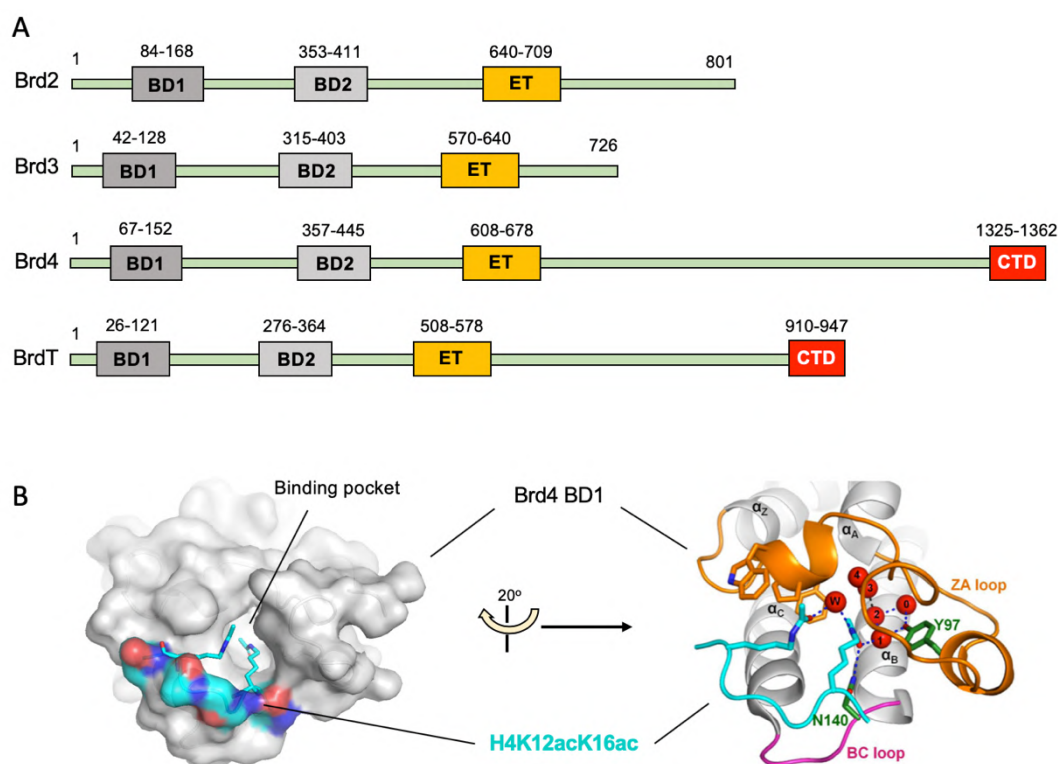 A
Brd2
1
84-168
353-411
640-709
801
BD1
BD2
ET
Brd3
1
42-128
315-403
570-640
726
BD1
BD2
ET
Brd4
1
67-152
357-445
608-678
1325-1362
BD1
BD2
ET
CTD
BrdT
1
26-121
276-364
508-578
910-947
BD1
BD2
ET
CTD
B
Binding pocket
Brd4 BD1
20º
H4K12acK16ac
αZ
αA
ZA loop
4
3
W
2
0
αC
Y97
1
αB
N140
BC loop